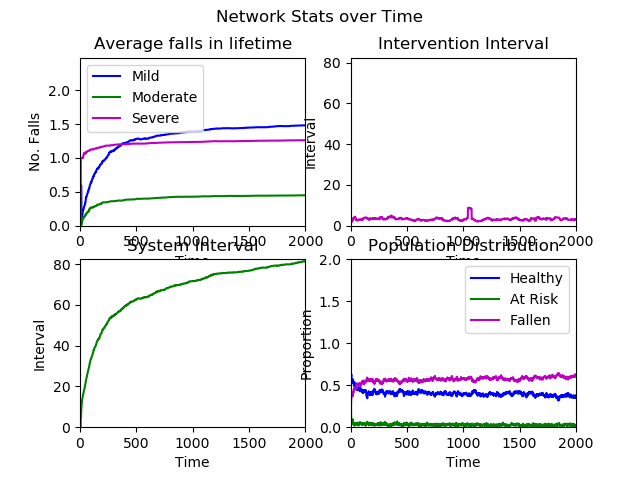 Network Stats over Time
Average falls in lifetime
No. Falls
2.0
1.5
1.0
0.5
0.0
Mild
Moderate
Severe
0 500 1000 1500 2000
Time
Intervention Interval
Interval
80
60
40
20
0
0 500 1000 1500 2000
Time
System Interval
Interval
80
60
40
20
0
0 500 1000 1500 2000
Time
Population Distribution
Proportion
2.0
1.5
1.0
0.5
0.0
Healthy
At Risk
Fallen
0 500 1000 1500 2000
Time